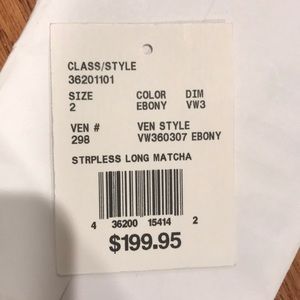 CLASS/STYLE
36201101
SIZE COLOR DIM
2 EBONY VW3
VEN # VEN STYLE
298 VW360307 EBONY
STRPLESS LONG MATCHA
4 36200 15414 2
$199.95